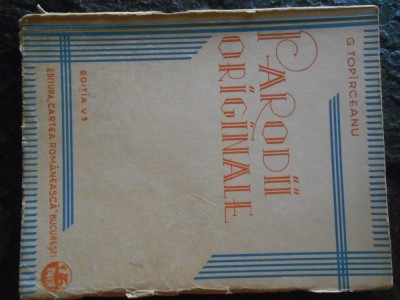 G. TOPÎRCEANU
PARODII
ORIGINALE
EDIȚIA V-a
EDITURA „CARTEA ROMÂNEASCĂ” BUCUREȘTI